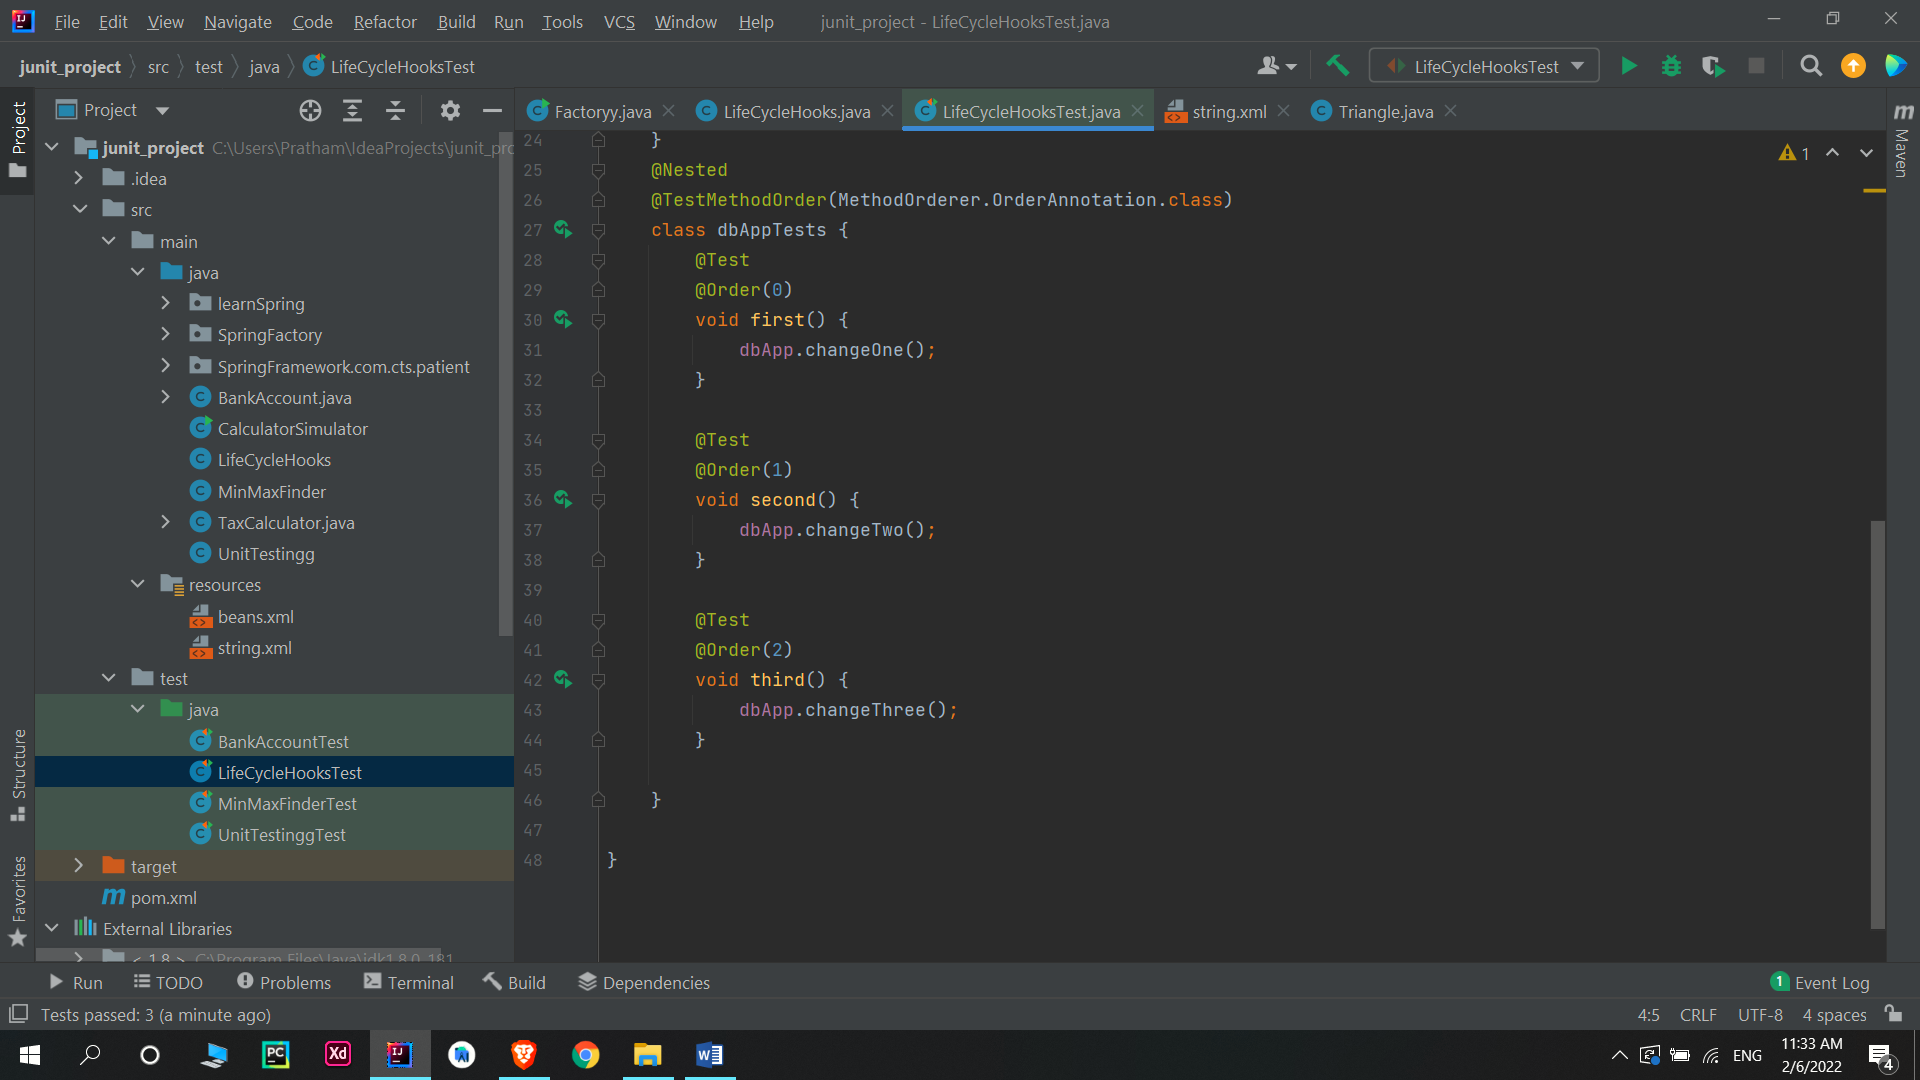 File Edit View Navigate Code Refactor Build Run Tools VCS Window Help junit_project - LifeCycleHooksTest.java
junit_project src test java LifeCycleHooksTest LifeCycleHooksTest
Project
Factoryy.java LifeCycleHooks.java LifeCycleHooksTest.java string.xml Triangle.java
Project
Structure
Favorites
junit_project C:\Users\Pratham\IdeaProjects\junit_pro
.idea
src
main
java
learnSpring
SpringFactory
SpringFramework.com.cts.patient
BankAccount.java
CalculatorSimulator
LifeCycleHooks
MinMaxFinder
TaxCalculator.java
UnitTestingg
resources
beans.xml
string.xml
test
java
BankAccountTest
LifeCycleHooksTest
MinMaxFinderTest
UnitTestinggTest
target
pom.xml
External Libraries
< 1.8 > C:\Program Files\Java\jdk1.8.0_181
24 }
25 @Nested
26 @TestMethodOrder(MethodOrderer.OrderAnnotation.class)
27 class dbAppTests {
28 @Test
29 @Order(0)
30 void first() {
31 dbApp.changeOne();
32 }
33
34 @Test
35 @Order(1)
36 void second() {
37 dbApp.changeTwo();
38 }
39
40 @Test
41 @Order(2)
42 void third() {
43 dbApp.changeThree();
44 }
45
46 }
47
48 }
1
Maven
Run TODO Problems Terminal Build Dependencies 1 Event Log
Tests passed: 3 (a minute ago) 4:5 CRLF UTF-8 4 spaces
PC Xd IJ W ENG 11:33 AM
2/6/2022 4